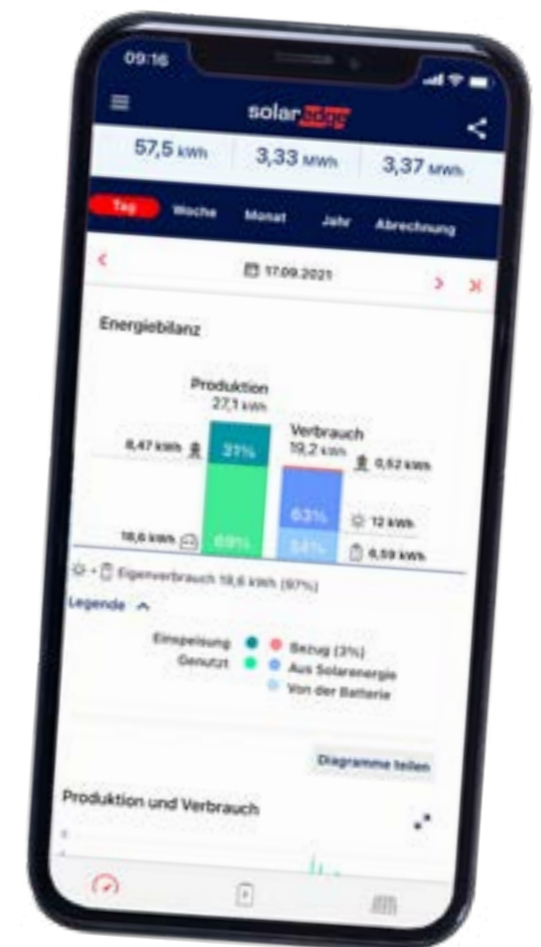 09:16
solaredge
57,5 kWh 3,33 MWh 3,37 MWh
Tag Woche Monat Jahr Abrechnung
17.09.2021
Energiebilanz
Produktion
27,1 kWh
Verbrauch
19,2 kWh
8,47 kWh 31% 0,52 kWh
63% 12 kWh
18,6 kWh 69% 34% 6,59 kWh
Eigenverbrauch 18,6 kWh (97%)
Legende
Einspeisung Bezug (3%)
Genutzt Aus Solarenergie
Von der Batterie
Diagramme teilen
Produktion und Verbrauch